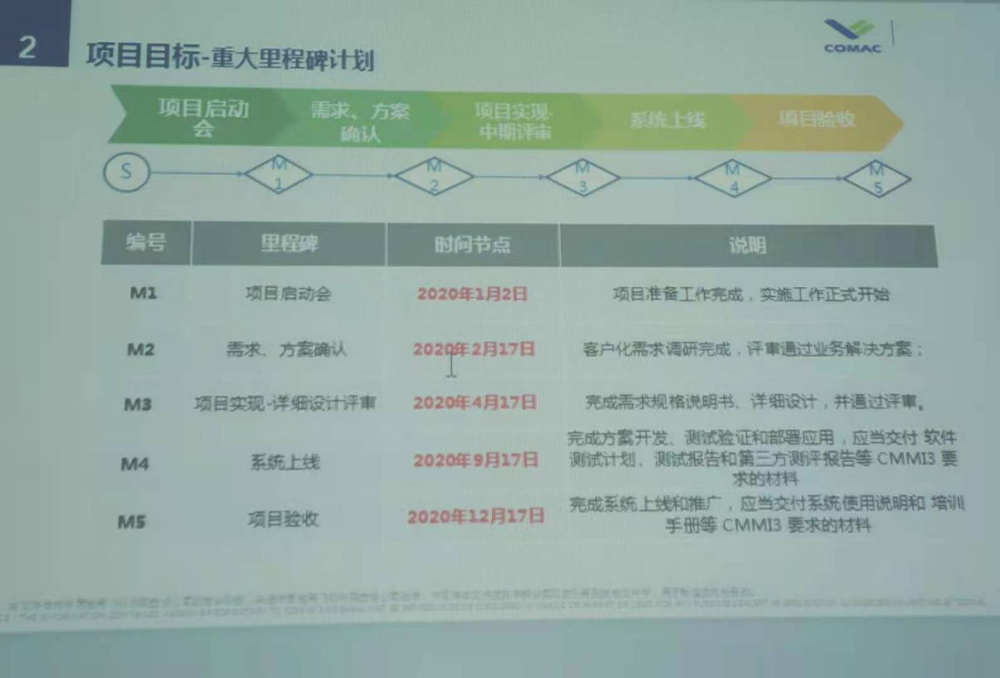 2
项目目标-重大里程碑计划
COMAC
项目启动
会
需求、方案
确认
项目实现-
中期评审
系统上线
项目验收
S
M
1
M
2
M
3
M
4
M
5
编号 里程碑 时间节点 说明
M1 项目启动会 2020年1月2日 项目准备工作完成，实施工作正式开始
M2 需求、方案确认 2020年2月17日 客户化需求调研完成，评审通过业务解决方案；
M3 项目实现-详细设计评审 2020年4月17日 完成需求规格说明书、详细设计，并通过评审。
M4 系统上线 2020年9月17日
完成方案开发、测试验证和部署应用，应当交付 软件
测试计划、测试报告和第三方测评报告等 CMMI3 要
求的材料
M5 项目验收 2020年12月17日
完成系统上线和推广，应当交付系统使用说明和 培训
手册等 CMMI3 要求的材料